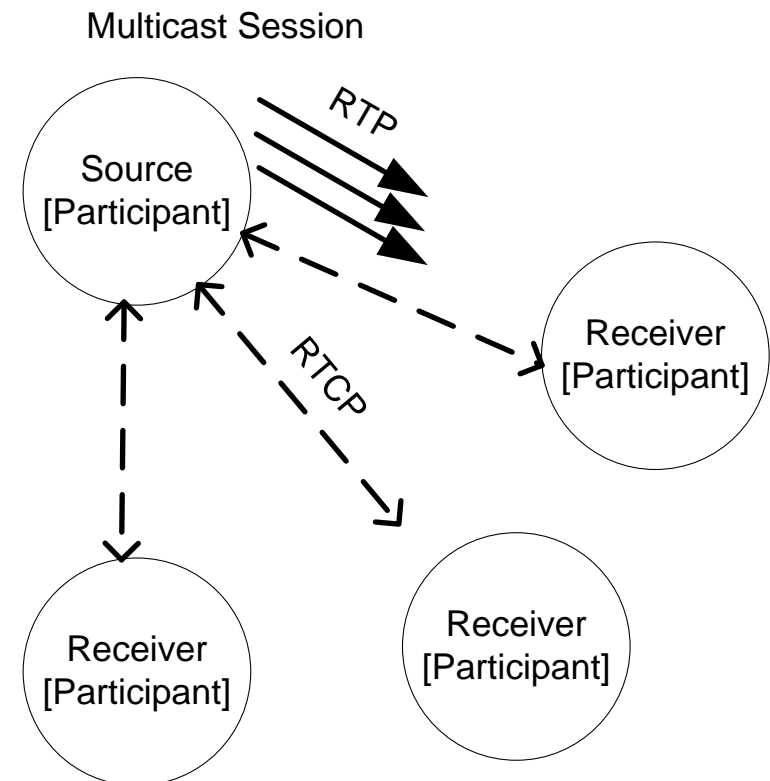 Multicast Session
RTP
Source
[Participant]
Receiver
[Participant]
RTCP
Receiver
[Participant]
Receiver
[Participant]